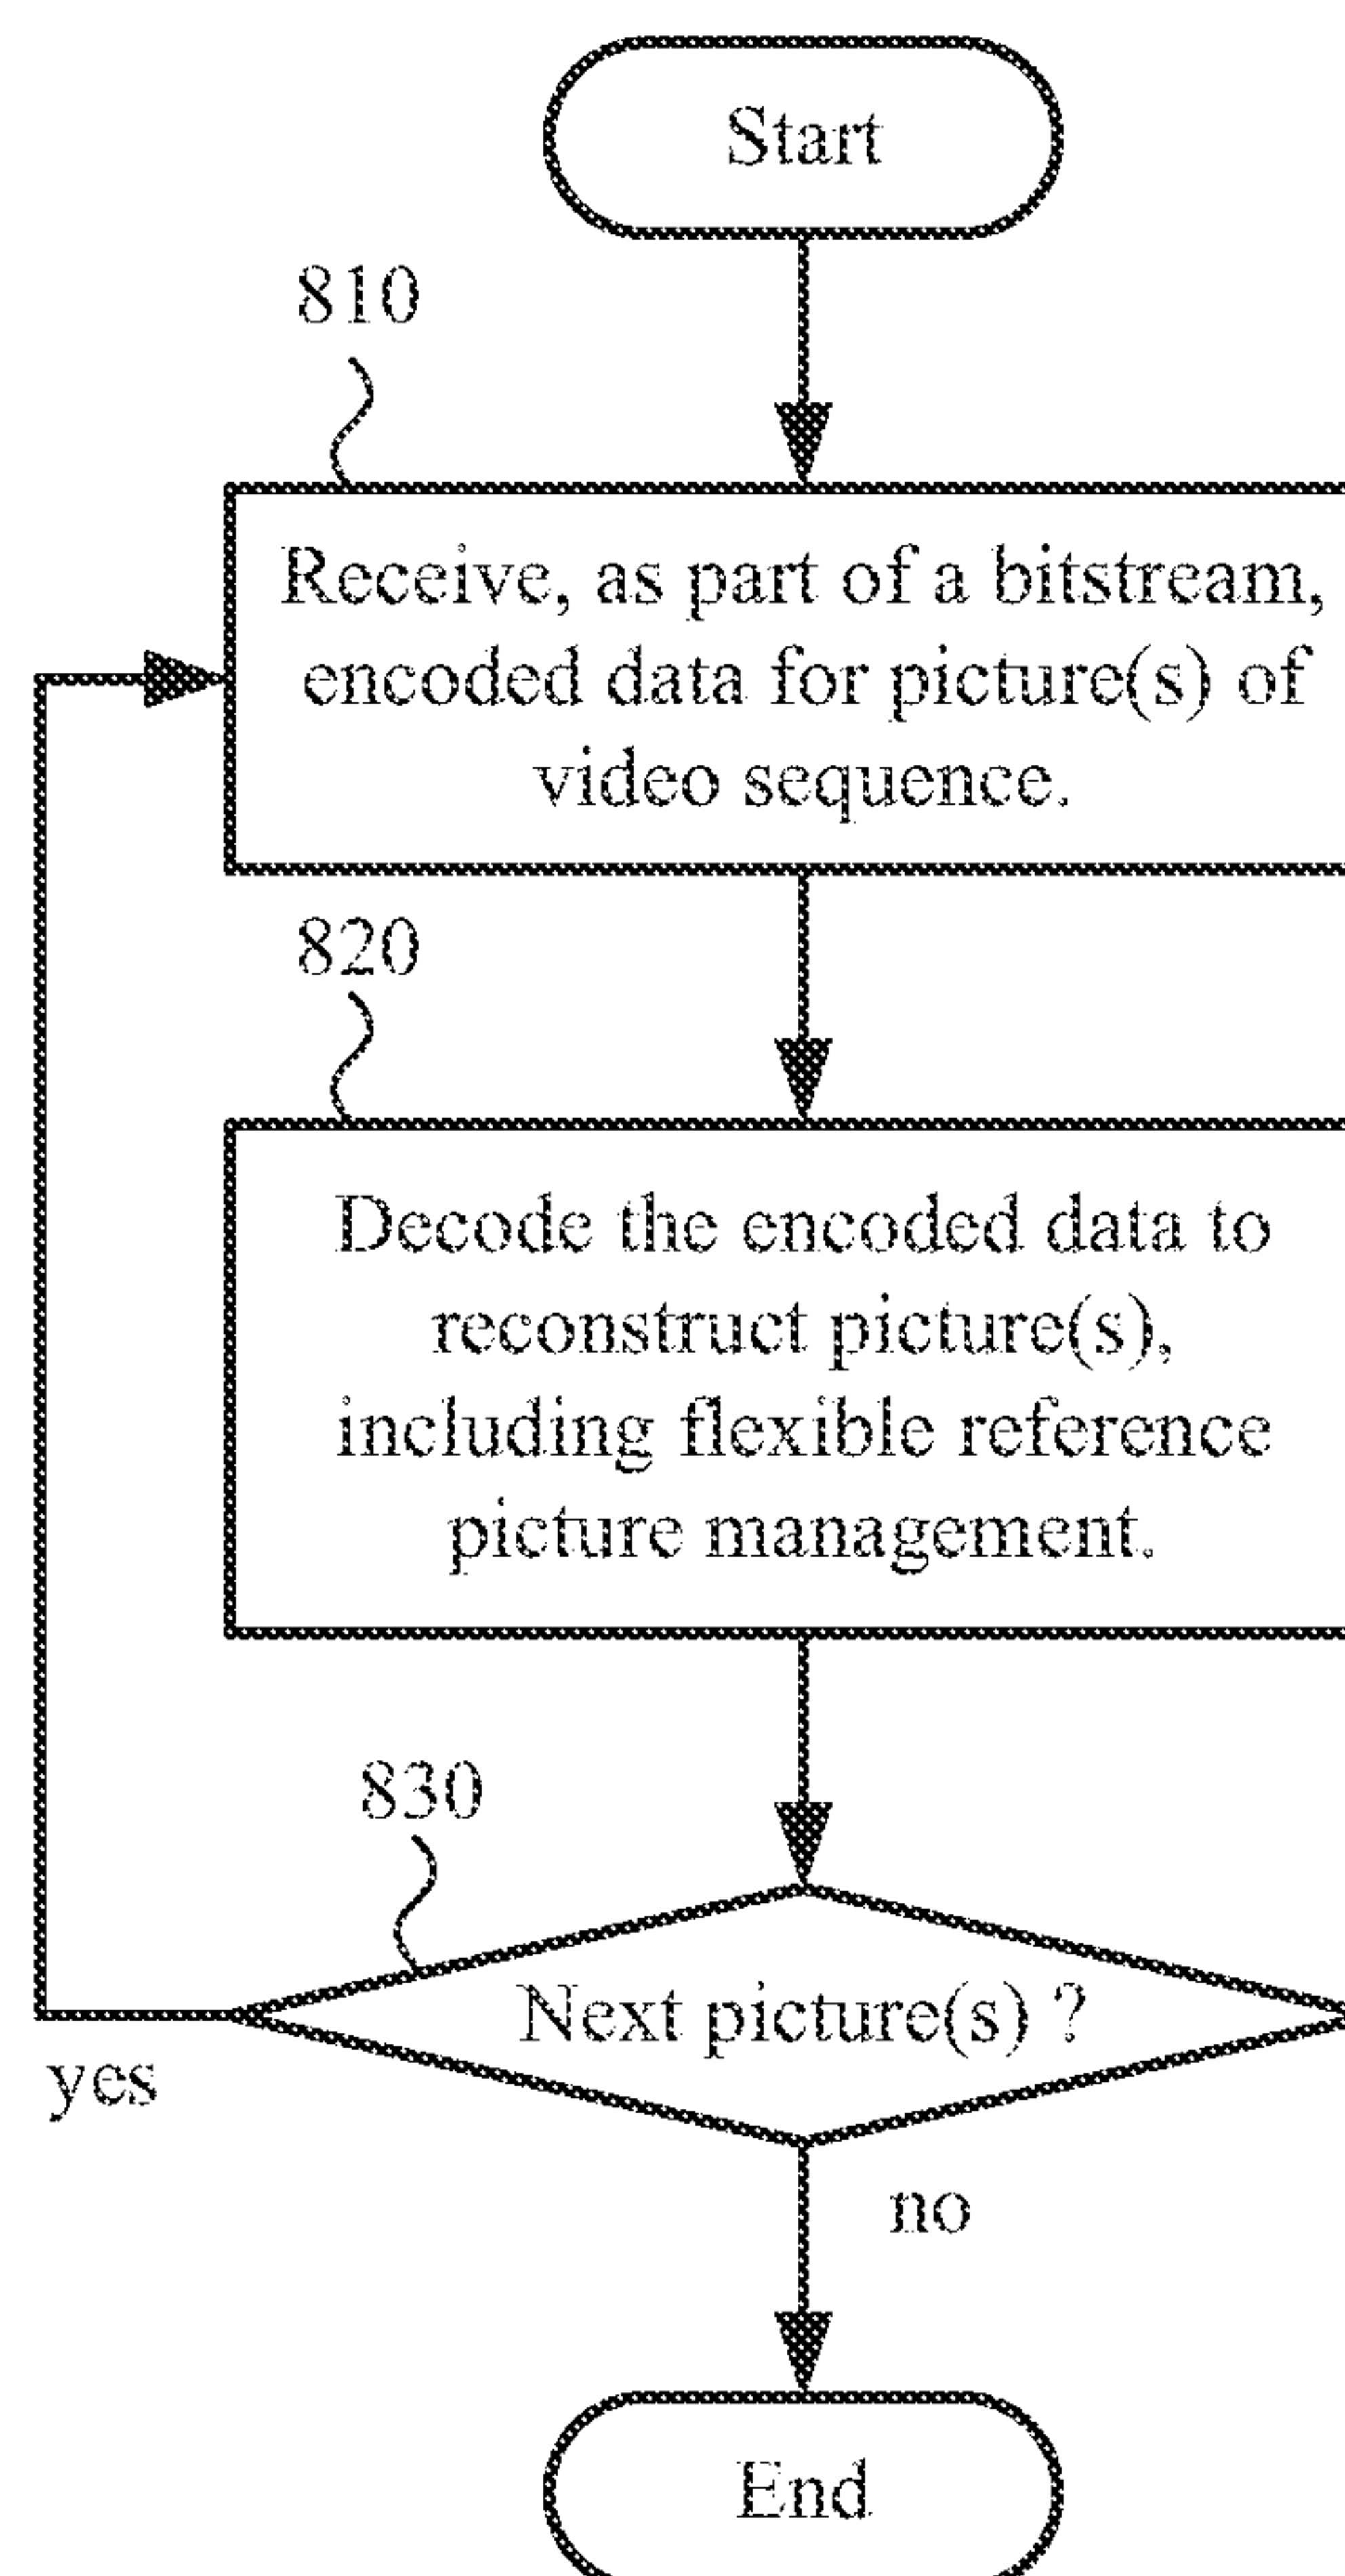 Start
810
Receive, as part of a bitstream,
encoded data for picture(s) of
video sequence.
820
Decode the encoded data to
reconstruct picture(s),
including flexible reference
picture management.
830
Next picture(s) ?
yes
no
End